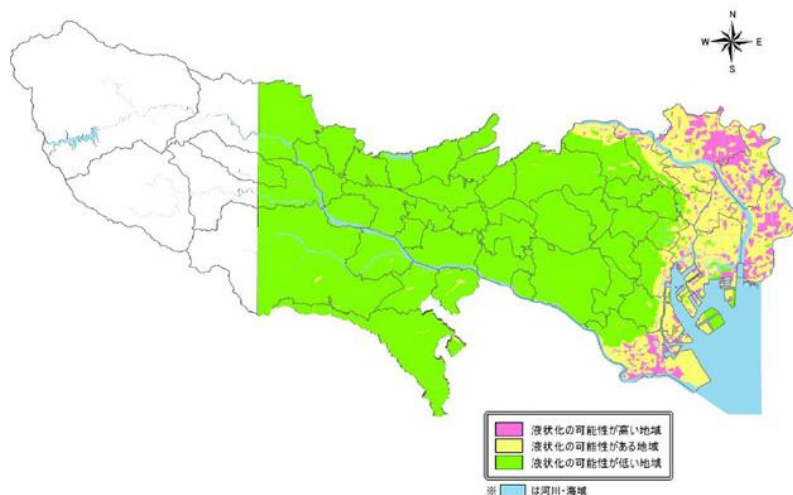 N
W E
S
液状化の可能性が高い地域
液状化の可能性がある地域
液状化の可能性が低い地域
※ は河川・海域